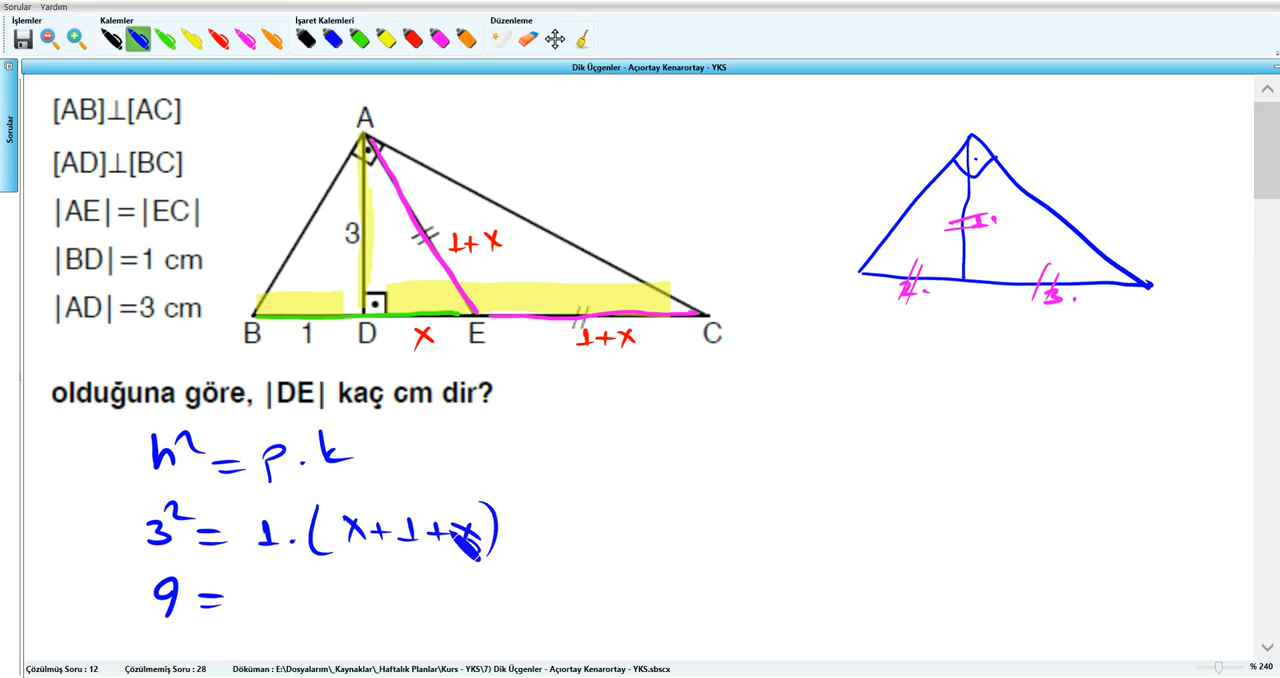 Sorular Yardım
İşlemler Kalemler İşaret Kalemleri Düzenleme
Dik Üçgenler - Açıortay Kenarortay - YKS
Sorular
[AB]⊥[AC]
[AD]⊥[BC]
|AE|=|EC|
|BD|=1 cm
|AD|=3 cm
A
3
1+x
B 1 D x E 1+x C
1.
2. 3.
olduğuna göre, |DE| kaç cm dir?
h² = p . k
3² = 1 . (x+1+x)
9 =
Çözülmüş Soru : 12 Çözülmemiş Soru : 28 Döküman : E:\Dosyalarım\_Kaynaklar\_Haftalık Planlar\Kurs - YKS\7) Dik Üçgenler - Açıortay Kenarortay - YKS.sbscx % 240